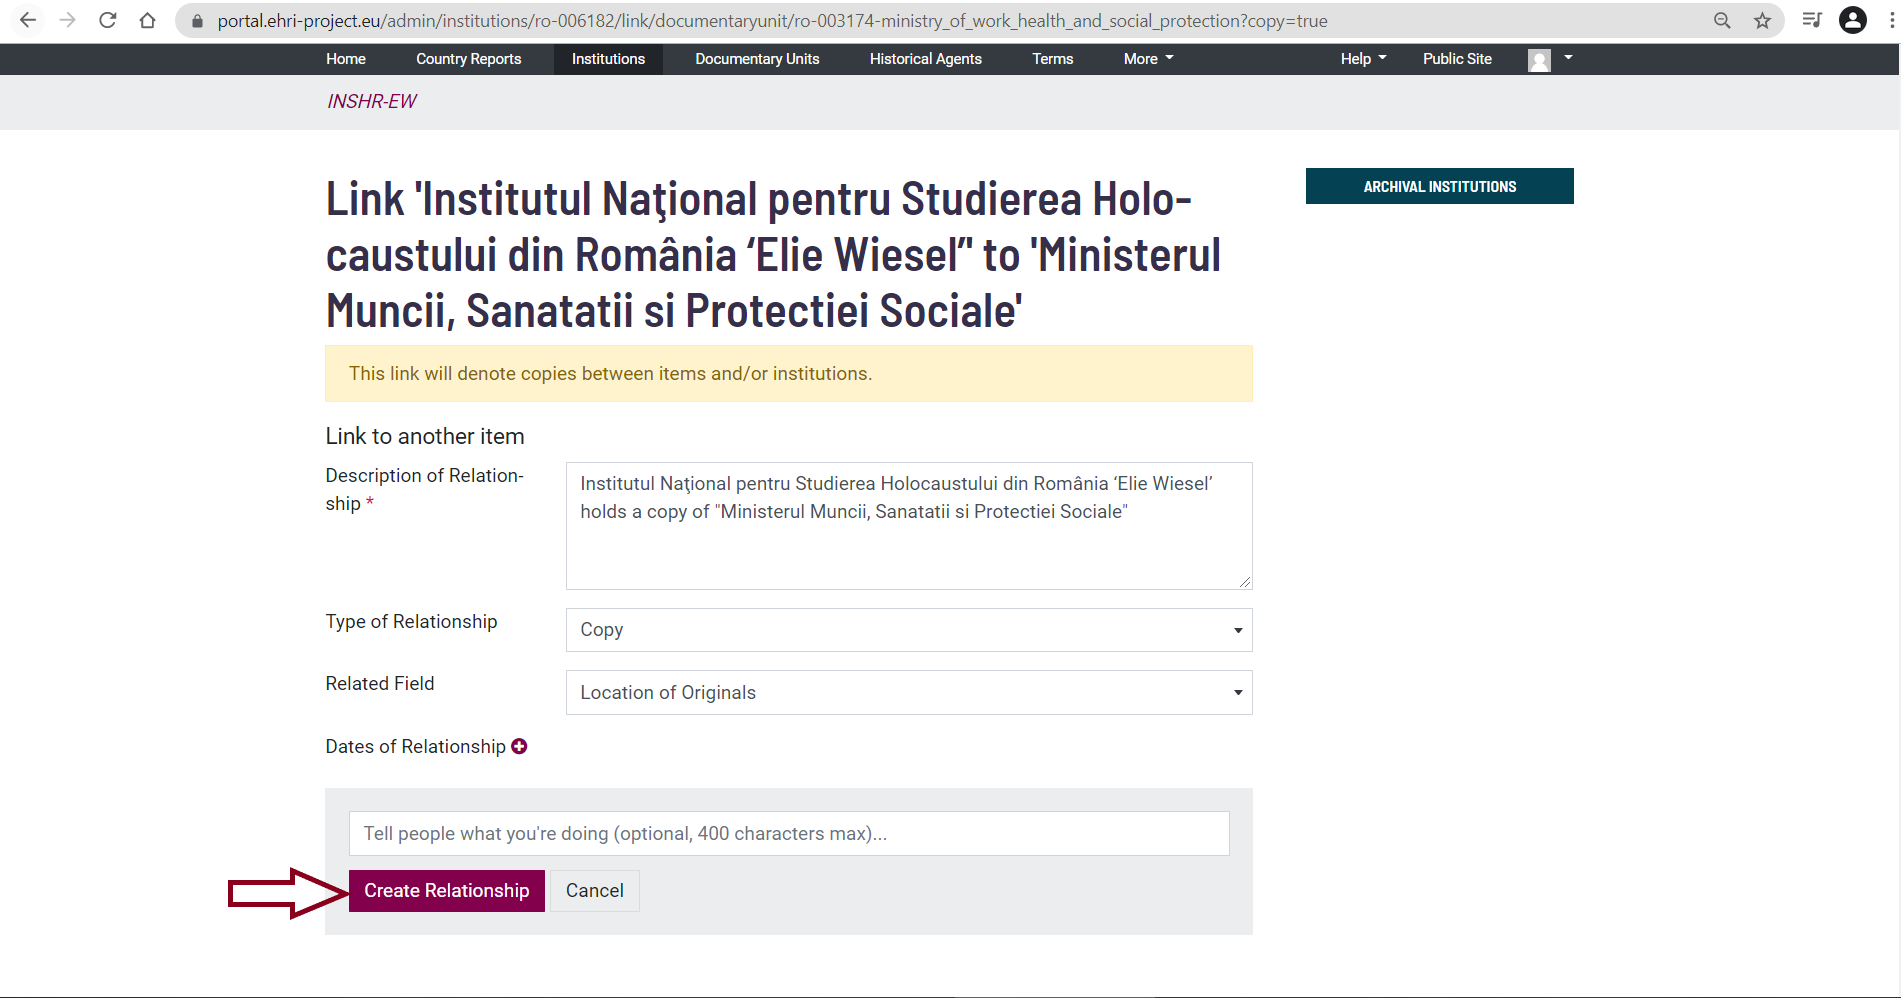 portal.ehri-project.eu/admin/institutions/ro-006182/link/documentaryunit/ro-003174-ministry_of_work_health_and_social_protection?copy=true
Home Country Reports Institutions Documentary Units Historical Agents Terms More Help Public Site
INSHR-EW
Link 'Institutul Naţional pentru Studierea Holo-
caustului din România ‘Elie Wiesel’' to 'Ministerul
Muncii, Sanatatii si Protectiei Sociale'
ARCHIVAL INSTITUTIONS
This link will denote copies between items and/or institutions.
Link to another item
Description of Relation-
ship *
Institutul Naţional pentru Studierea Holocaustului din România ‘Elie Wiesel’
holds a copy of "Ministerul Muncii, Sanatatii si Protectiei Sociale"
Type of Relationship
Copy
Related Field
Location of Originals
Dates of Relationship
Tell people what you're doing (optional, 400 characters max)...
Create Relationship Cancel